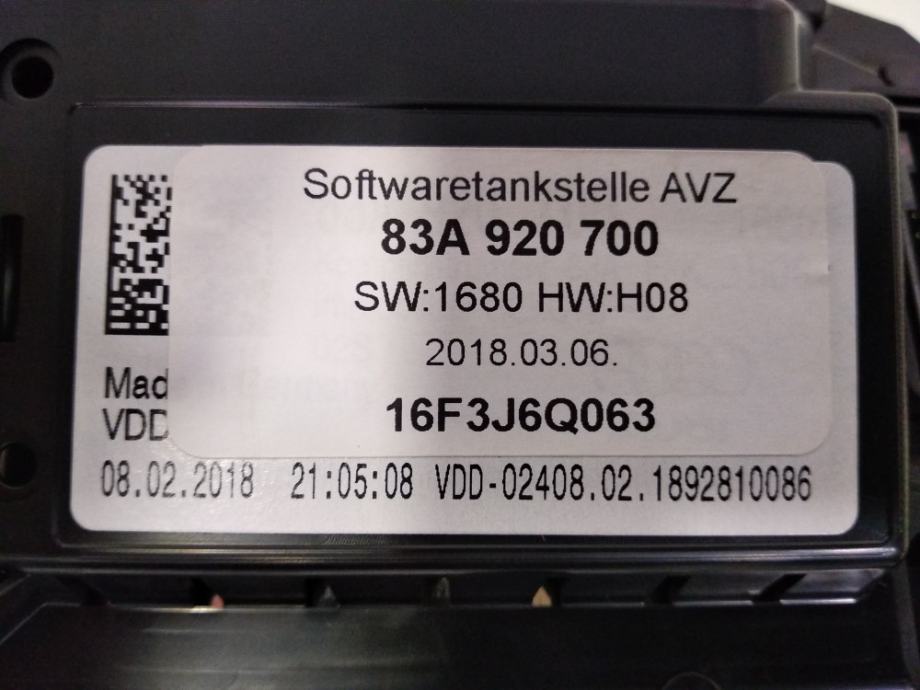 Softwaretankstelle AVZ
83A 920 700
SW:1680 HW:H08
2018.03.06.
16F3J6Q063
Mad
VDD
08.02.2018 21:05:08 VDD-02408.02.1892810086